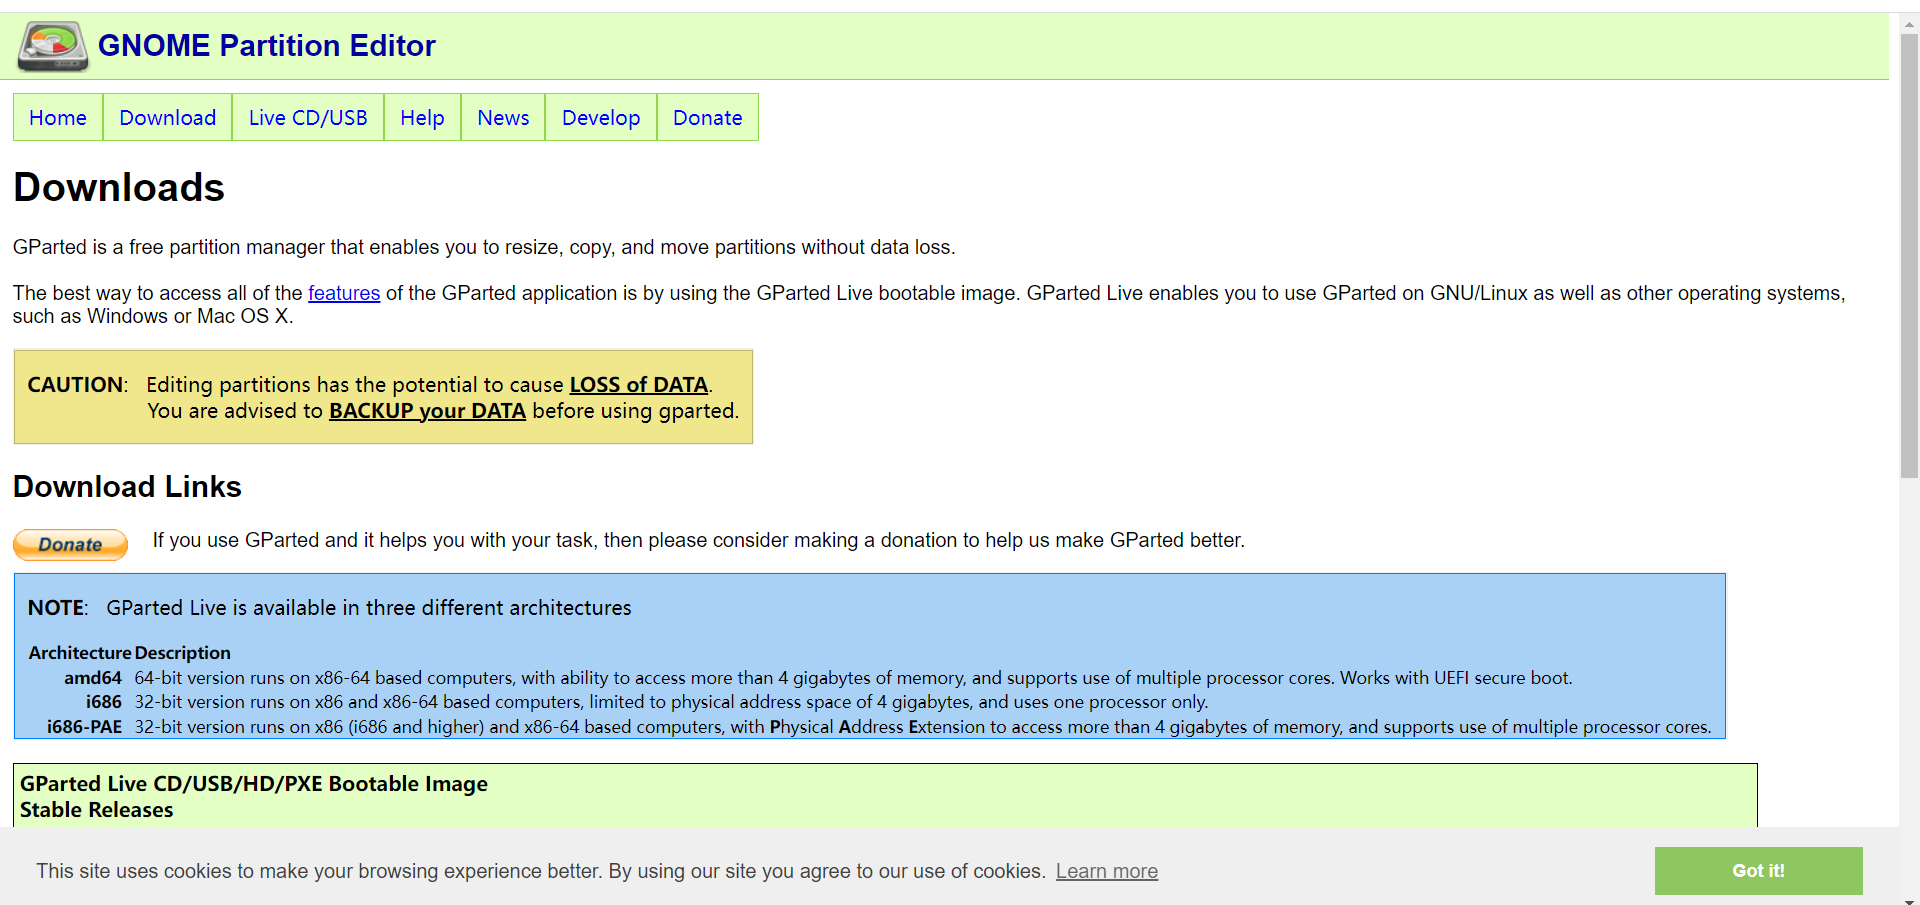 GNOME Partition Editor
Home Download Live CD/USB Help News Develop Donate
Downloads
GParted is a free partition manager that enables you to resize, copy, and move partitions without data loss.
The best way to access all of the features of the GParted application is by using the GParted Live bootable image. GParted Live enables you to use GParted on GNU/Linux as well as other operating systems,
such as Windows or Mac OS X.
CAUTION: Editing partitions has the potential to cause LOSS of DATA.
You are advised to BACKUP your DATA before using gparted.
Download Links
Donate If you use GParted and it helps you with your task, then please consider making a donation to help us make GParted better.
NOTE: GParted Live is available in three different architectures
Architecture Description
amd64 64-bit version runs on x86-64 based computers, with ability to access more than 4 gigabytes of memory, and supports use of multiple processor cores. Works with UEFI secure boot.
i686 32-bit version runs on x86 and x86-64 based computers, limited to physical address space of 4 gigabytes, and uses one processor only.
i686-PAE 32-bit version runs on x86 (i686 and higher) and x86-64 based computers, with Physical Address Extension to access more than 4 gigabytes of memory, and supports use of multiple processor cores.
GParted Live CD/USB/HD/PXE Bootable Image
Stable Releases
This site uses cookies to make your browsing experience better. By using our site you agree to our use of cookies. Learn more Got it!